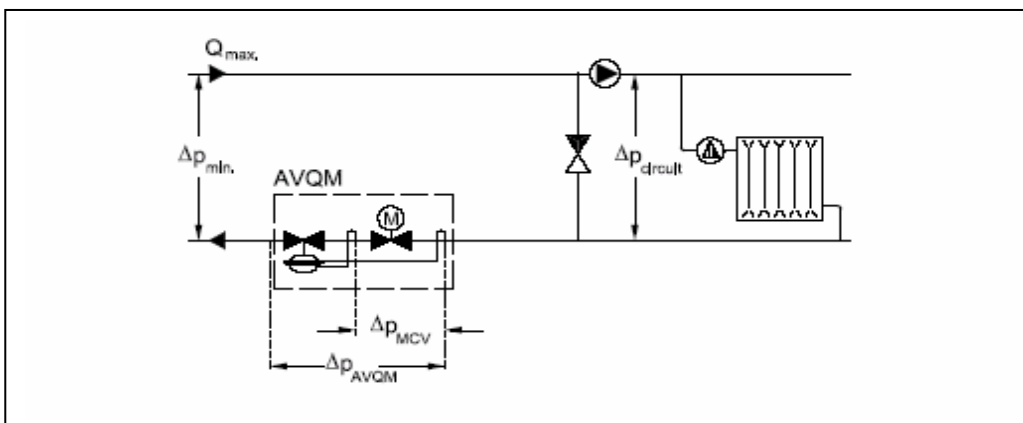 Qmax.
Δpmin.
Δpcircuit
AVQM
M
ΔpMCV
ΔpAVQM